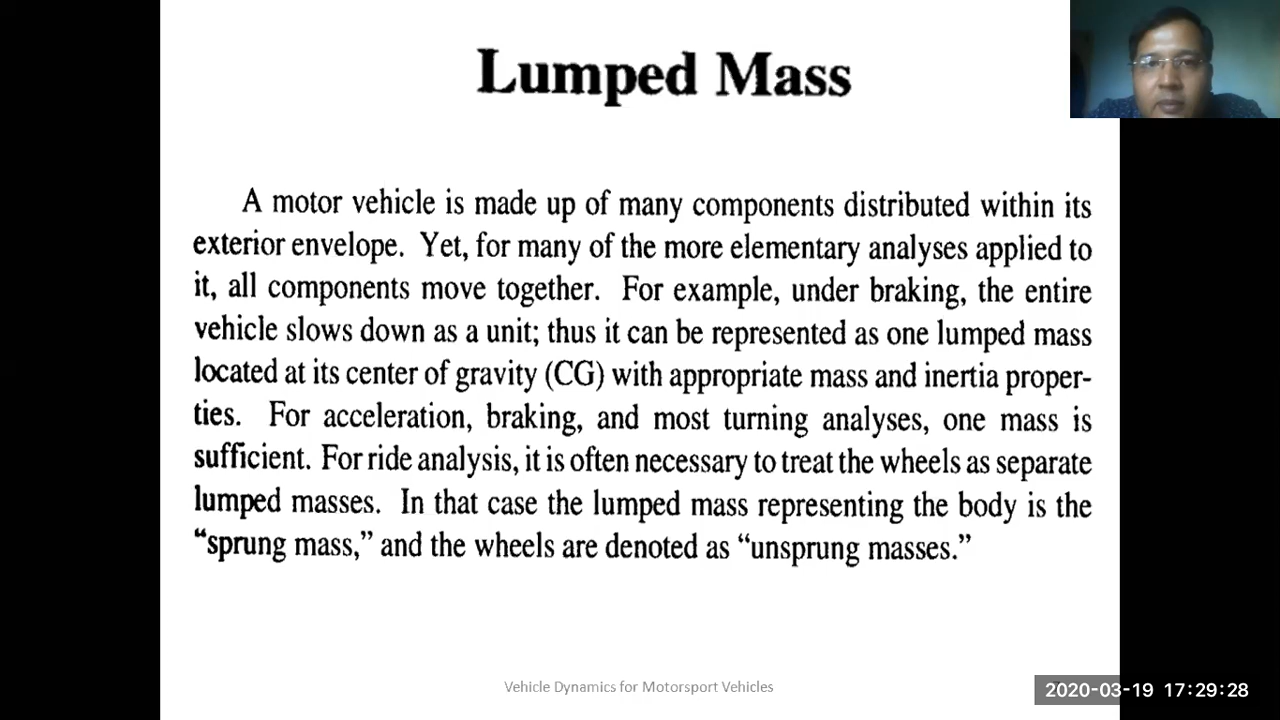 Lumped Mass
A motor vehicle is made up of many components distributed within its
exterior envelope. Yet, for many of the more elementary analyses applied to
it, all components move together. For example, under braking, the entire
vehicle slows down as a unit; thus it can be represented as one lumped mass
located at its center of gravity (CG) with appropriate mass and inertia proper-
ties. For acceleration, braking, and most turning analyses, one mass is
sufficient. For ride analysis, it is often necessary to treat the wheels as separate
lumped masses. In that case the lumped mass representing the body is the
“sprung mass,” and the wheels are denoted as “unsprung masses.”
Vehicle Dynamics for Motorsport Vehicles
2020-03-19 17:29:28